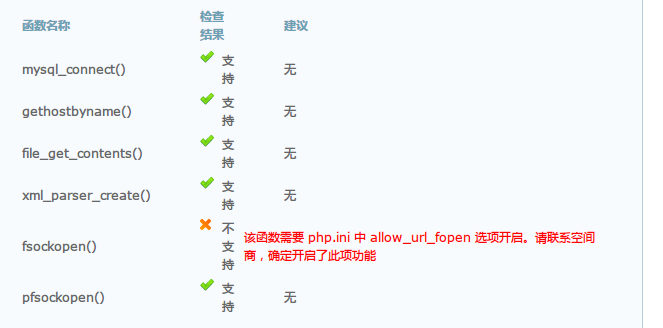 函数名称 检查结果 建议
mysql_connect() 支持 无
gethostbyname() 支持 无
file_get_contents() 支持 无
xml_parser_create() 支持 无
fsockopen() 不支持 该函数需要 php.ini 中 allow_url_fopen 选项开启。请联系空间
商，确定开启了此项功能
pfsockopen() 支持 无